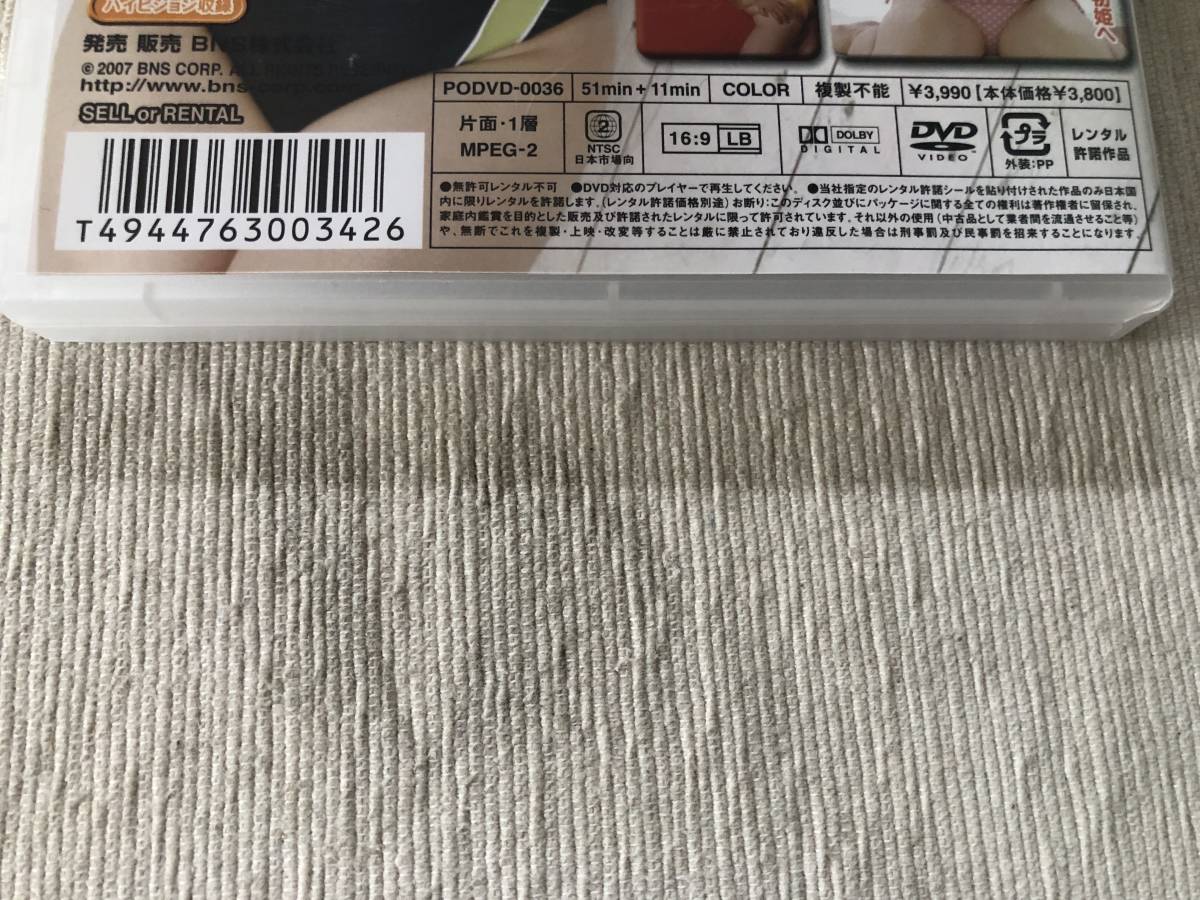 ハイビジョン収録
初姫へ
発売 販売 BNS株式会社
© 2007 BNS CORP. ALL RIGHTS RESERVED
http://www.bns-corp.com
SELL or RENTAL
T4944763003426
PODVD-0036 51min+11min COLOR 複製不能 ¥3,990【本体価格¥3,800】
片面・1層
MPEG-2
2
NTSC
日本市場向
16:9 LB
DOLBY
DIGITAL
DVD
VIDEO
プラ
外装:PP
レンタル
許諾作品
●無許可レンタル不可 ●DVD対応のプレイヤーで再生してください。 ●当社指定のレンタル許諾シールを貼り付けされた作品のみ日本国
内に限りレンタルを許諾します。(レンタル許諾価格別途) お断り:このディスク並びにパッケージに関する全ての権利は著作権者に留保され、
家庭内鑑賞を目的とした販売及び許諾されたレンタルに限って許可されています。それ以外の使用(中古品として業者間を流通させること等)
や、無断でこれを複製・上映・改変等することは厳に禁止されており違反した場合は刑事罰及び民事罰を招来することになります。